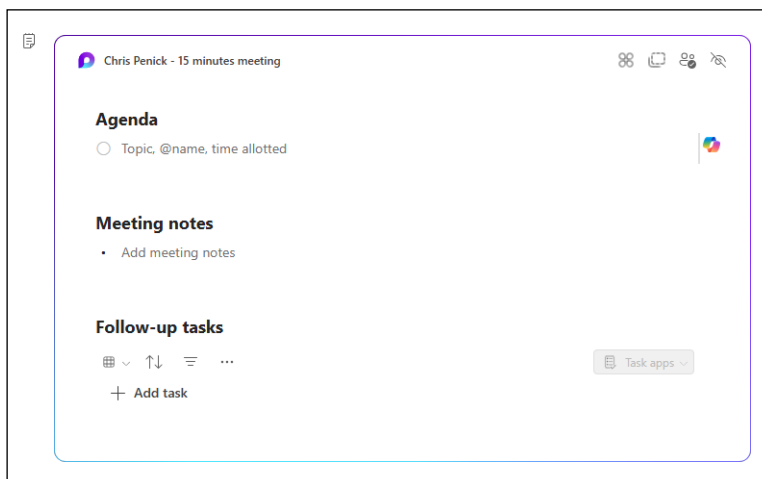 Chris Penick - 15 minutes meeting
Agenda
Topic, @name, time allotted
Meeting notes
• Add meeting notes
Follow-up tasks
Task apps
Add task